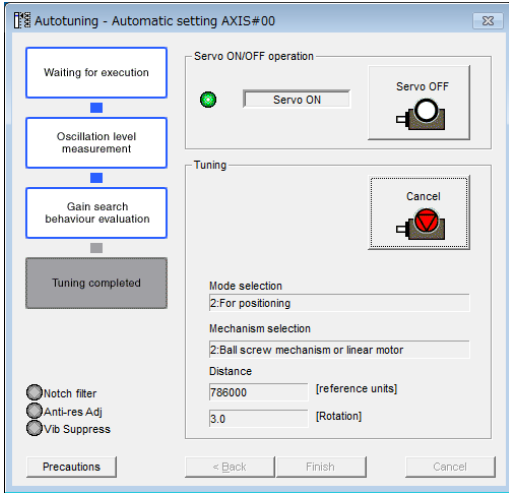 Autotuning - Automatic setting AXIS#00
Waiting for execution
Oscillation level
measurement
Gain search
behaviour evaluation
Tuning completed
Notch filter
Anti-res Adj
Vib Suppress
Precautions
Servo ON/OFF operation
Servo ON
Servo OFF
Tuning
Cancel
Mode selection
2:For positioning
Mechanism selection
2:Ball screw mechanism or linear motor
Distance
786000 [reference units]
3.0 [Rotation]
< Back
Finish
Cancel